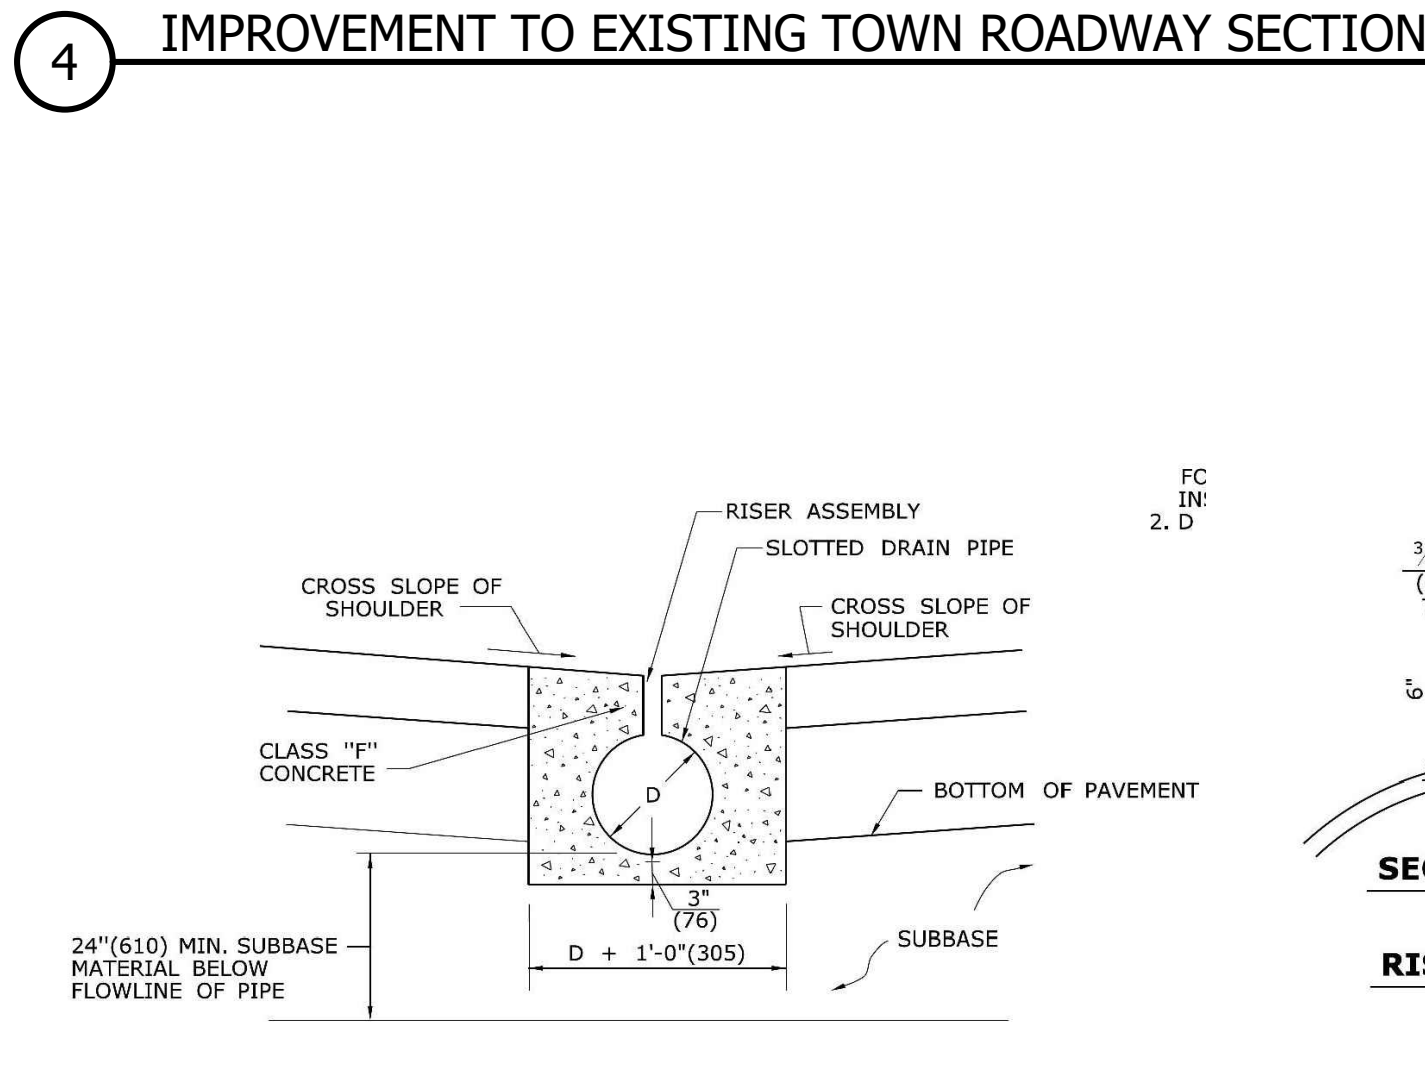 4
IMPROVEMENT TO EXISTING TOWN ROADWAY SECTION
RISER ASSEMBLY
SLOTTED DRAIN PIPE
CROSS SLOPE OF
SHOULDER
CROSS SLOPE OF
SHOULDER
CLASS "F"
CONCRETE
D
BOTTOM OF PAVEMENT
3"
(76)
D + 1'-0"(305)
24"(610) MIN. SUBBASE
MATERIAL BELOW
FLOWLINE OF PIPE
SUBBASE
2. D
3
(
6"